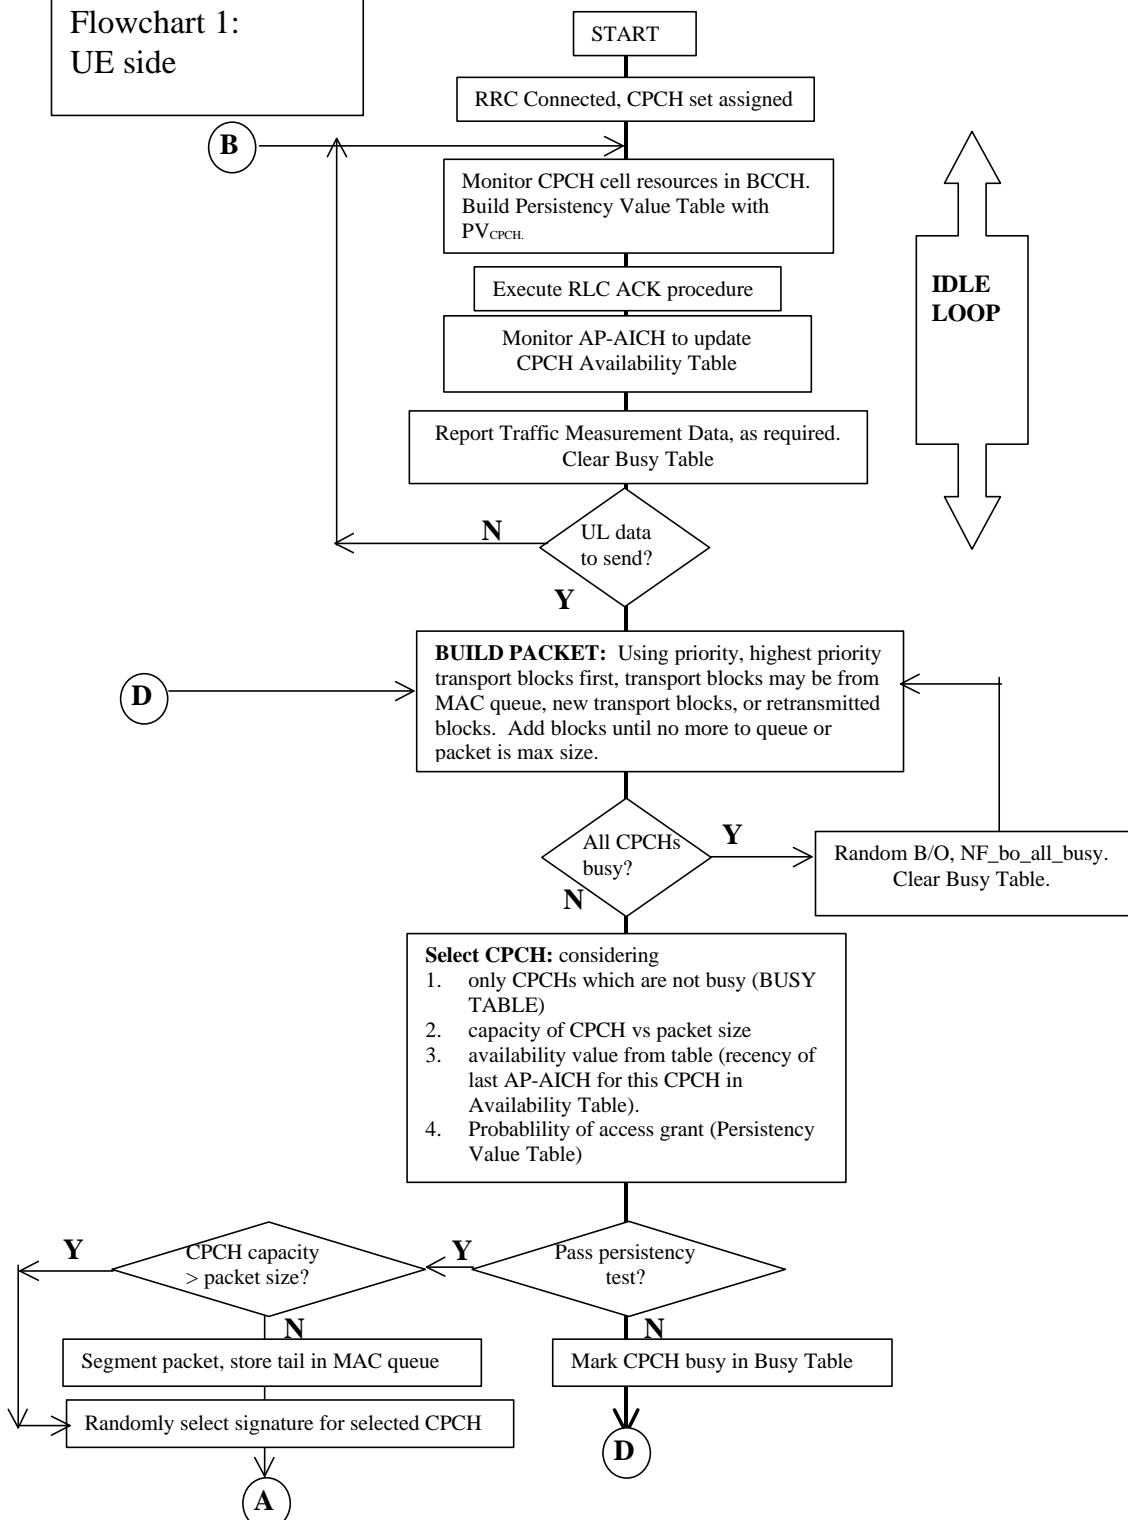 Flowchart 1:
UE side
START
RRC Connected, CPCH set assigned
B
Monitor CPCH cell resources in BCCH.
Build Persistency Value Table with
PVCPCH.
Execute RLC ACK procedure
IDLE
LOOP
Monitor AP-AICH to update
CPCH Availability Table
Report Traffic Measurement Data, as required.
Clear Busy Table
N
UL data
to send?
Y
BUILD PACKET: Using priority, highest priority
transport blocks first, transport blocks may be from
MAC queue, new transport blocks, or retransmitted
blocks. Add blocks until no more to queue or
packet is max size.
D
All CPCHs
busy?
Y
Random B/O, NF_bo_all_busy.
Clear Busy Table.
N
Select CPCH: considering
1. only CPCHs which are not busy (BUSY
TABLE)
2. capacity of CPCH vs packet size
3. availability value from table (recency of
last AP-AICH for this CPCH in
Availability Table).
4. Probablility of access grant (Persistency
Value Table)
Y
CPCH capacity
> packet size?
Y
Pass persistency
test?
N
N
Segment packet, store tail in MAC queue
Mark CPCH busy in Busy Table
Randomly select signature for selected CPCH
D
A